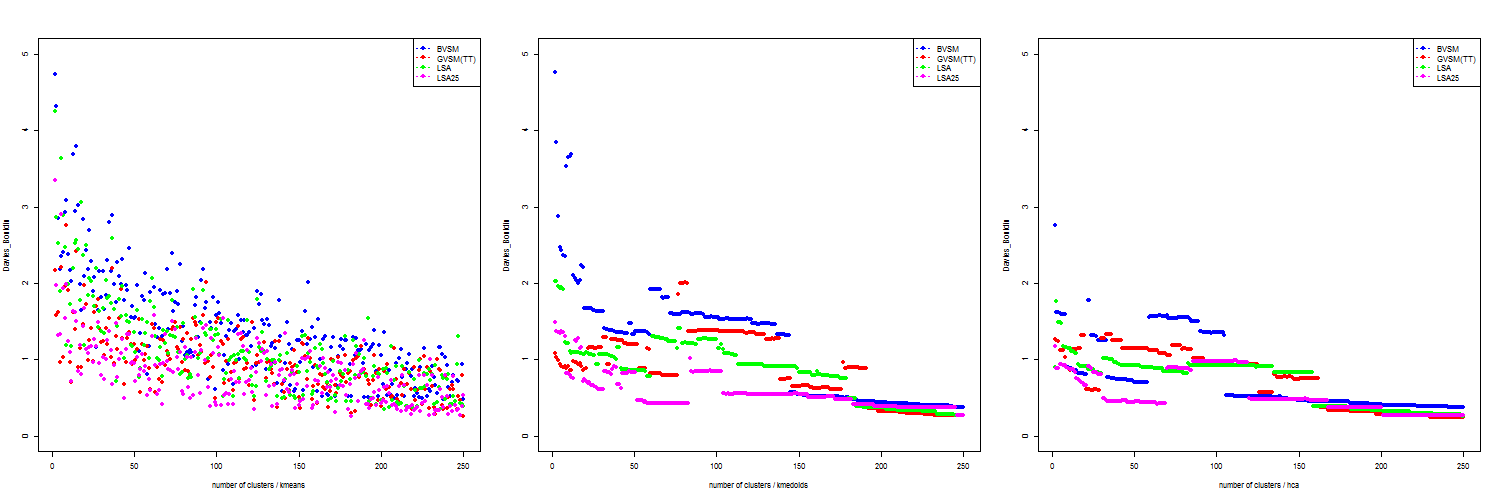 BVSM
GVSM(TT)
LSA
LSA25
Davies_Bouldin
0
1
2
3
4
5
0
50
100
150
200
250
number of clusters / kmeans
BVSM
GVSM(TT)
LSA
LSA25
Davies_Bouldin
0
1
2
3
4
5
0
50
100
150
200
250
number of clusters / kmedoids
BVSM
GVSM(TT)
LSA
LSA25
Davies_Bouldin
0
1
2
3
4
5
0
50
100
150
200
250
number of clusters / hca